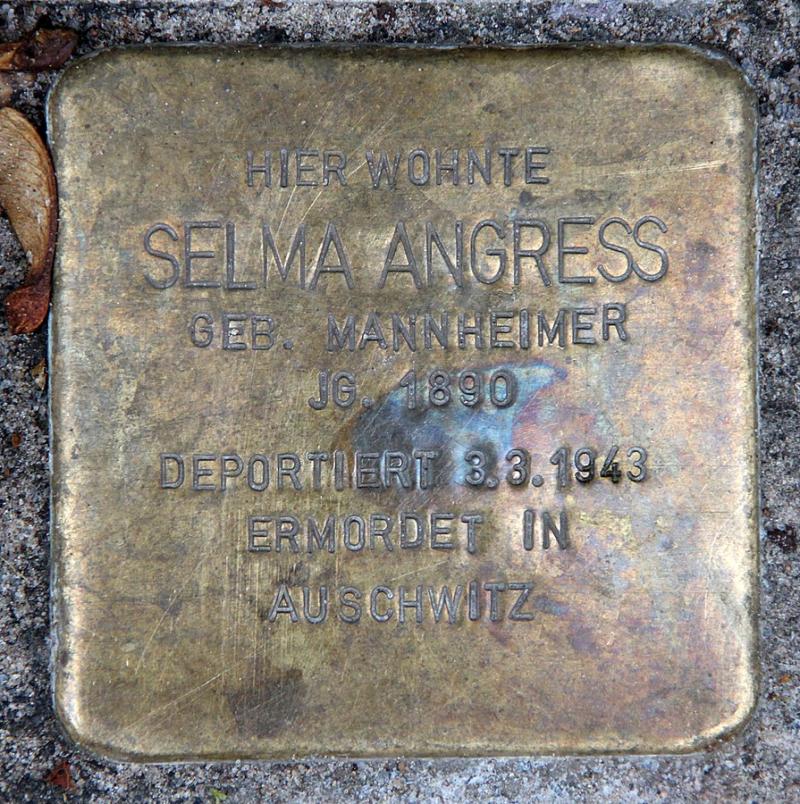 HIER WOHNTE
SELMA ANGRESS
GEB. MANNHEIMER
JG. 1890
DEPORTIERT 3.3.1943
ERMORDET IN
AUSCHWITZ